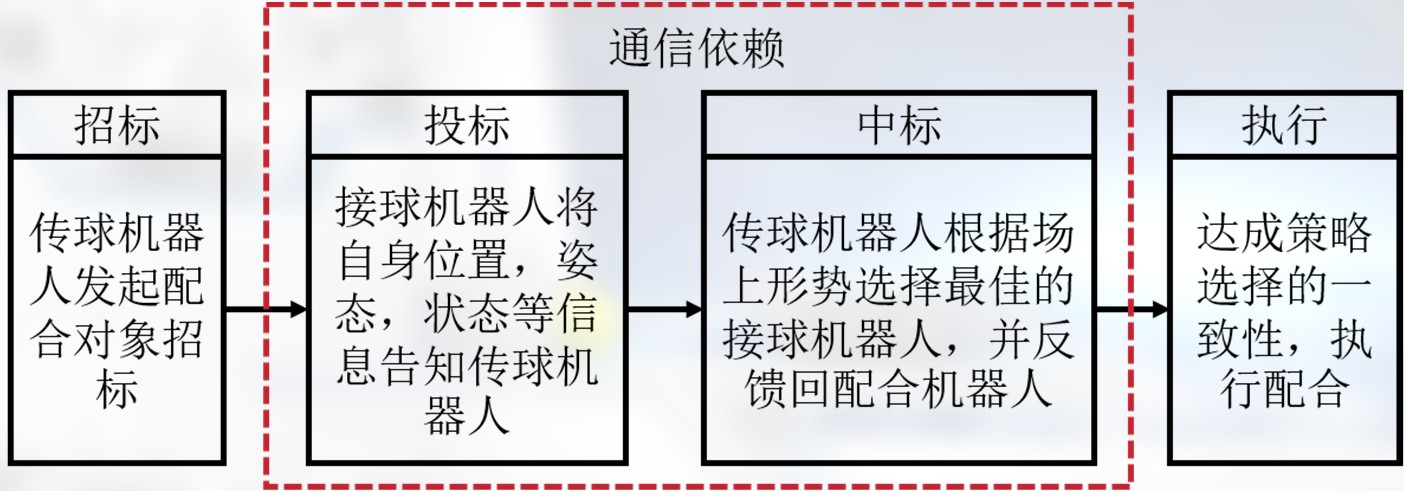 通信依赖
招标
传球机器
人发起配
合对象招
标
投标
接球机器人将
自身位置，姿
态，状态等信
息告知传球机
器人
中标
传球机器人根据场
上形势选择最佳的
接球机器人，并反
馈回配合机器人
执行
达成策略
选择的一
致性，执
行配合